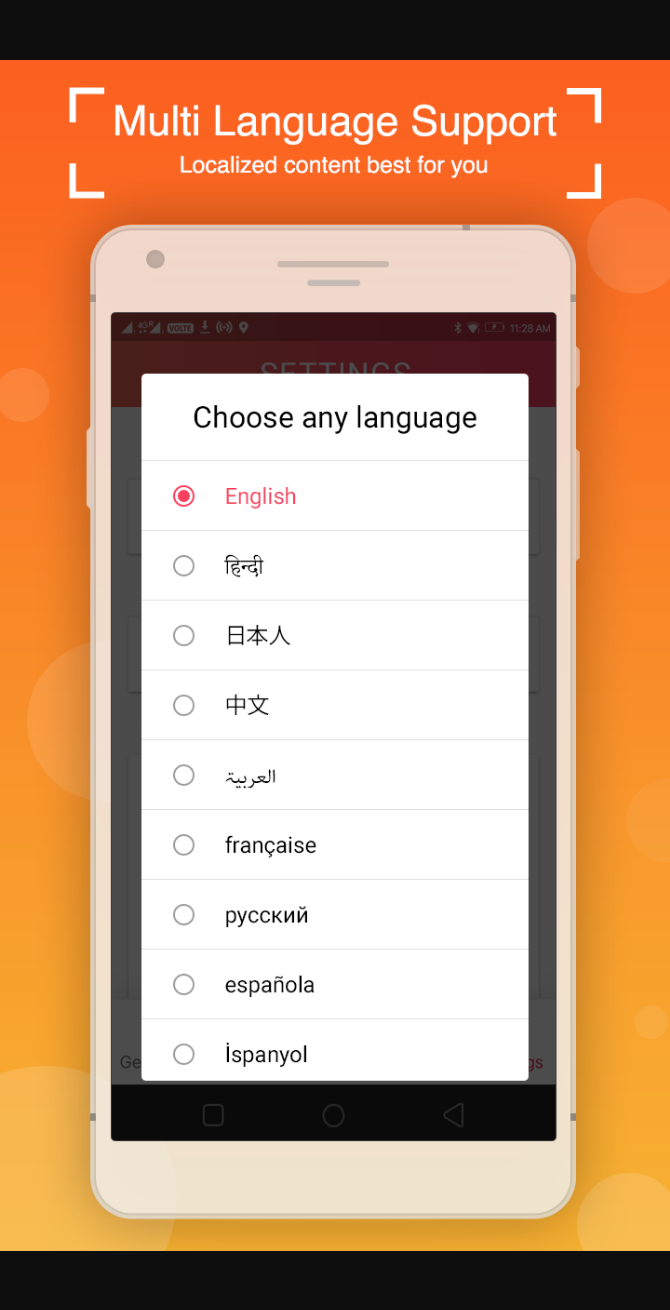 Multi Language Support
Localized content best for you
4G R VOLTE 11:28 AM
SETTINGS
Choose any language
English
हिन्दी
日本人
中文
العربية
française
русский
española
İspanyol
Ge gs